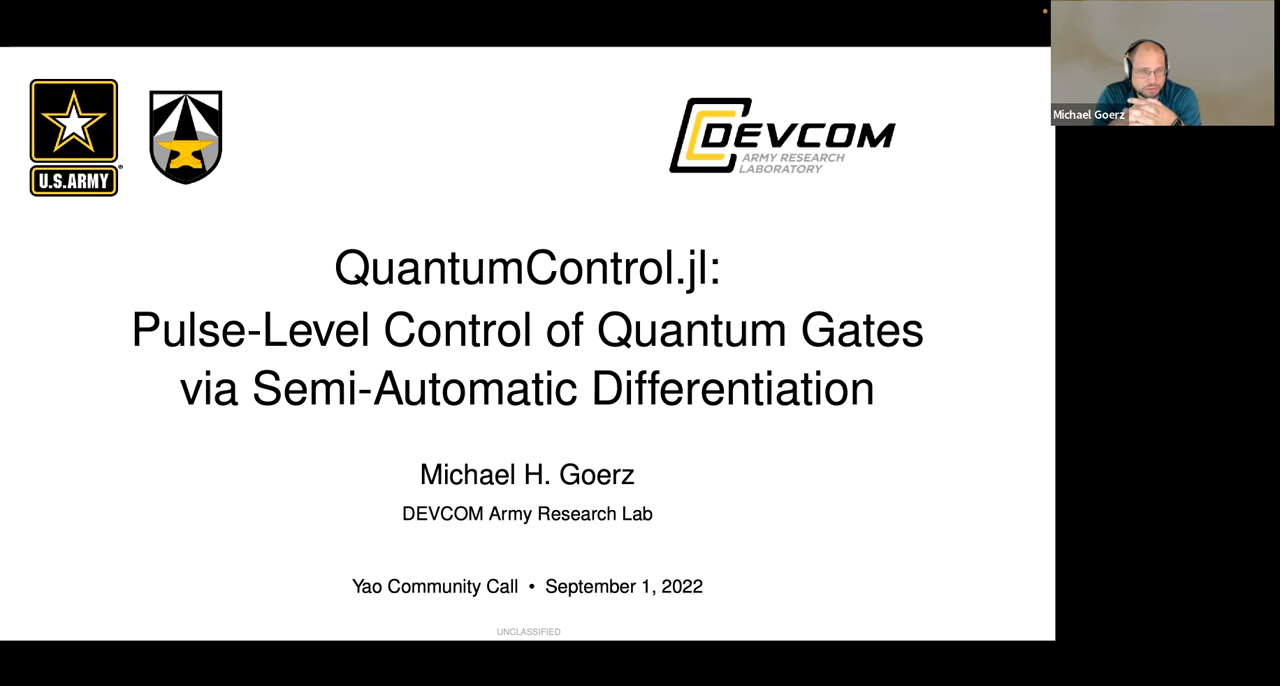 Michael Goerz
U.S.ARMY
DEVCOM
ARMY RESEARCH
LABORATORY
QuantumControl.jl:
Pulse-Level Control of Quantum Gates
via Semi-Automatic Differentiation
Michael H. Goerz
DEVCOM Army Research Lab
Yao Community Call • September 1, 2022
UNCLASSIFIED